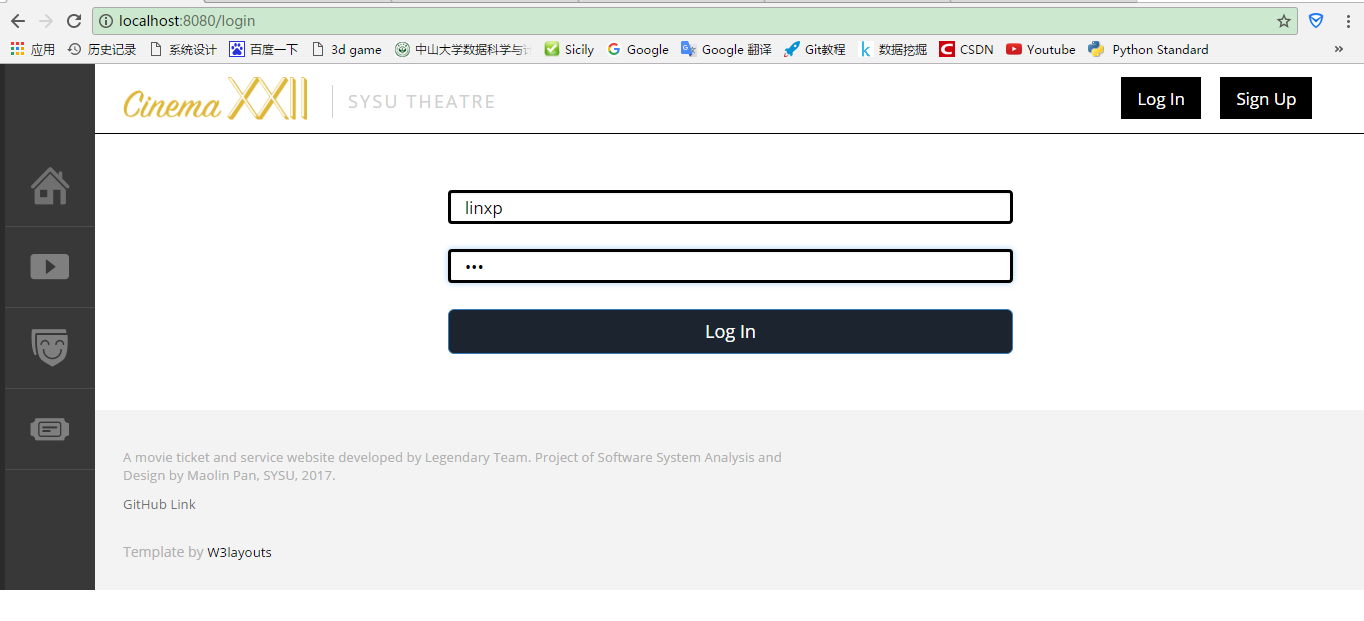 localhost:8080/login
应用 历史记录 系统设计 百度一下 3d game 中山大学数据科学与 Sicily Google Google 翻译 Git教程 数据挖掘 CSDN Youtube Python Standard »
Cinema XXII SYSU THEATRE Log In Sign Up
linxp
•••
Log In
A movie ticket and service website developed by Legendary Team. Project of Software System Analysis and
Design by Maolin Pan, SYSU, 2017.
GitHub Link
Template by W3layouts